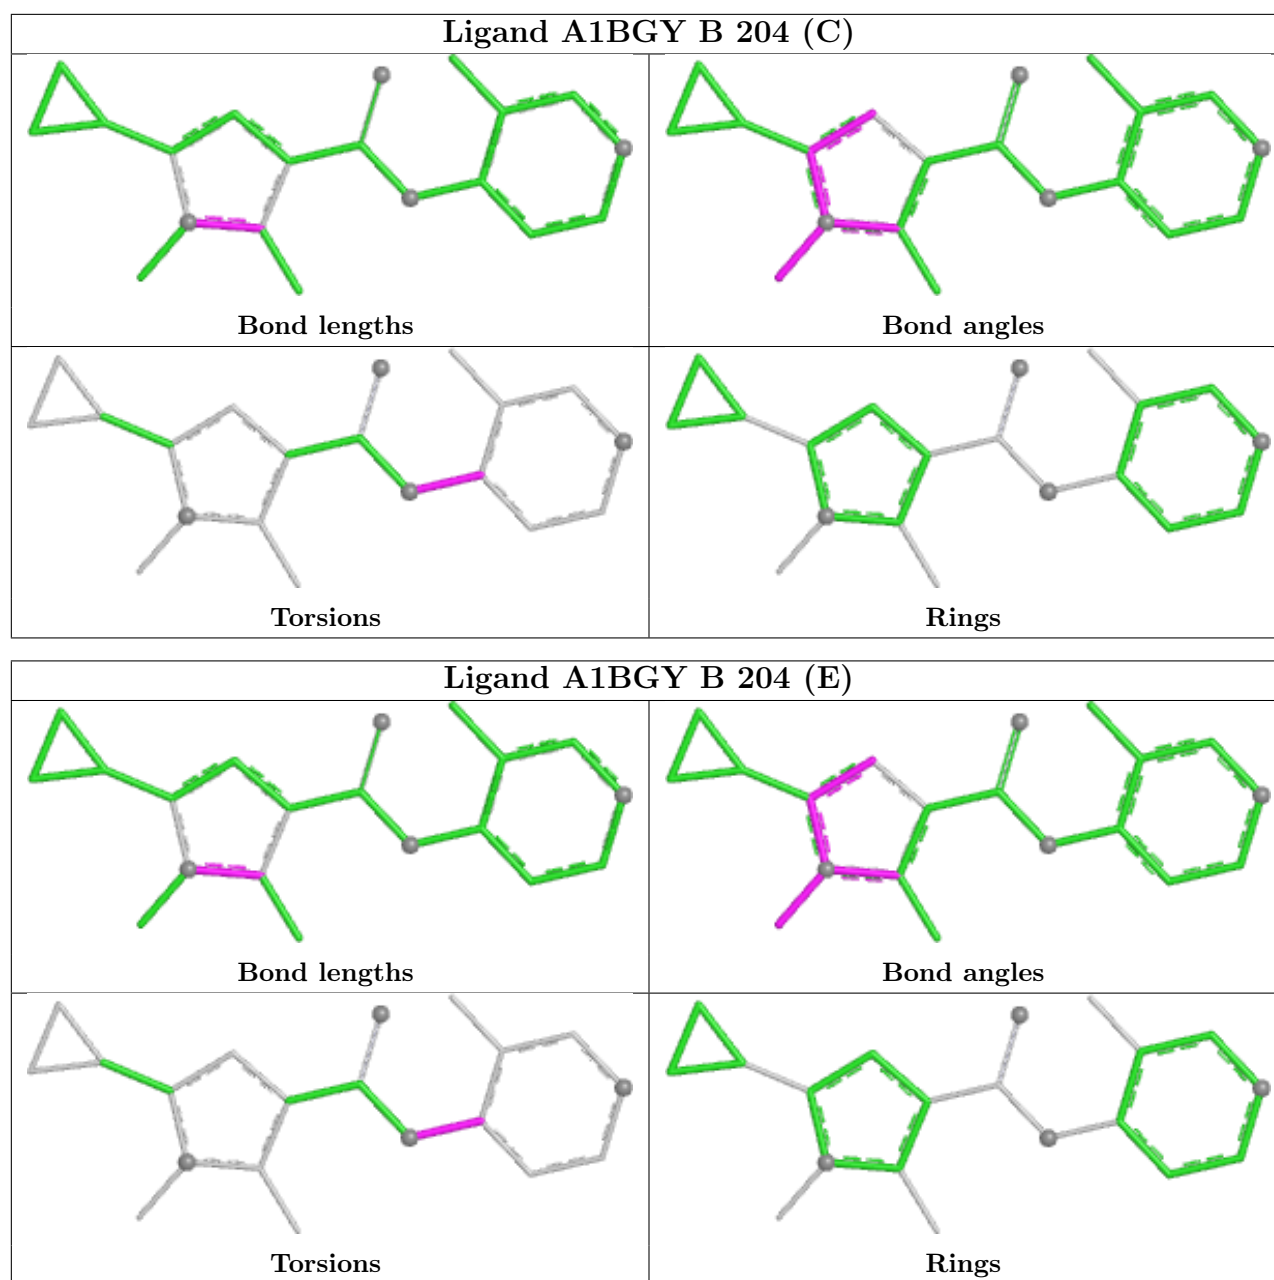 Ligand A1BGY B 204 (C)
Bond lengths
Bond angles
Torsions
Rings
Ligand A1BGY B 204 (E)
Bond lengths
Bond angles
Torsions
Rings